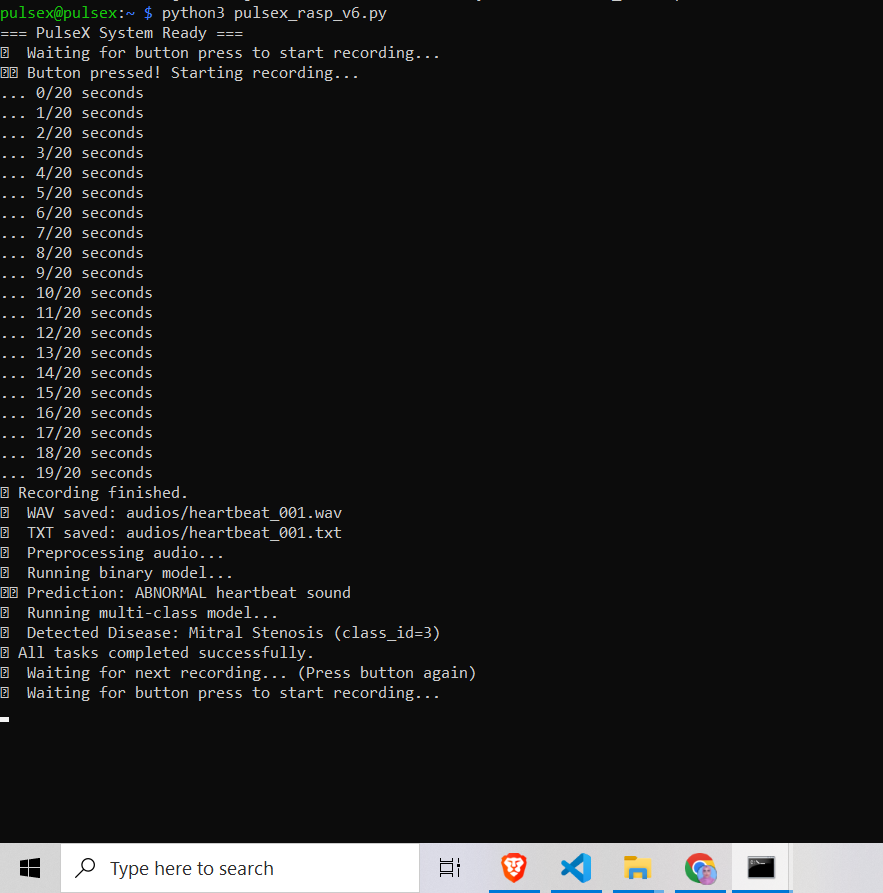 pulsex@pulsex:~ $ python3 pulsex_rasp_v6.py
=== PulseX System Ready ===
Waiting for button press to start recording...
Button pressed! Starting recording...
... 0/20 seconds
... 1/20 seconds
... 2/20 seconds
... 3/20 seconds
... 4/20 seconds
... 5/20 seconds
... 6/20 seconds
... 7/20 seconds
... 8/20 seconds
... 9/20 seconds
... 10/20 seconds
... 11/20 seconds
... 12/20 seconds
... 13/20 seconds
... 14/20 seconds
... 15/20 seconds
... 16/20 seconds
... 17/20 seconds
... 18/20 seconds
... 19/20 seconds
Recording finished.
WAV saved: audios/heartbeat_001.wav
TXT saved: audios/heartbeat_001.txt
Preprocessing audio...
Running binary model...
Prediction: ABNORMAL heartbeat sound
Running multi-class model...
Detected Disease: Mitral Stenosis (class_id=3)
All tasks completed successfully.
Waiting for next recording... (Press button again)
Waiting for button press to start recording...
Type here to search